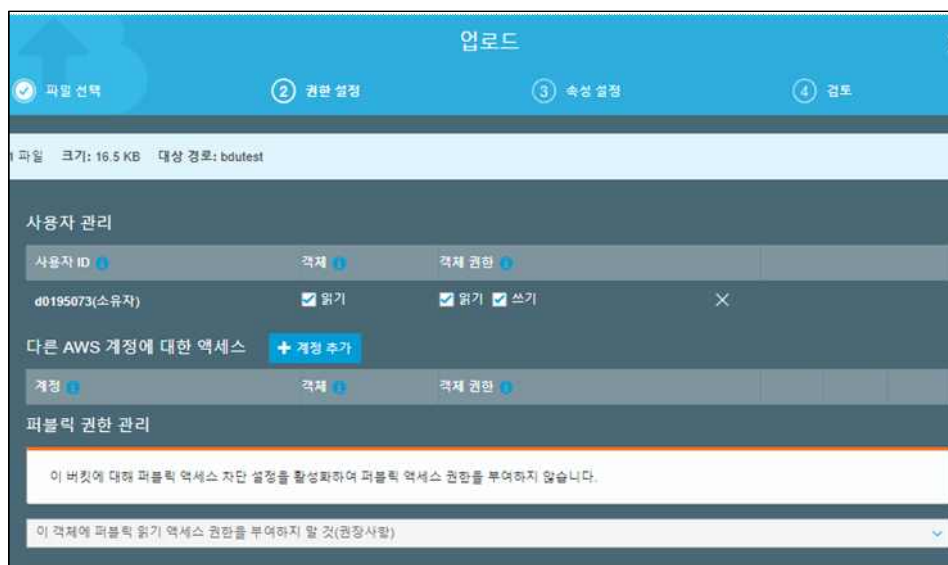 업로드
파일 선택 2 권한 설정 3 속성 설정 4 검토
1 파일 크기: 16.5 KB 대상 경로: bdutest
사용자 관리
사용자 ID 객체 객체 권한
d0195073(소유자) 읽기 읽기 쓰기
다른 AWS 계정에 대한 액세스 + 계정 추가
계정 객체 객체 권한
퍼블릭 권한 관리
이 버킷에 대해 퍼블릭 액세스 차단 설정을 활성화하여 퍼블릭 액세스 권한을 부여하지 않습니다.
이 객체에 퍼블릭 읽기 액세스 권한을 부여하지 말 것(권장사항)